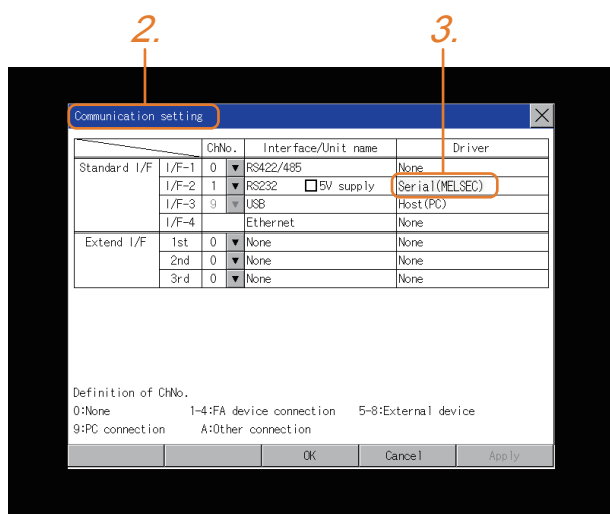 2. 3.
Communication setting
ChNo. Interface/Unit name Driver
Standard I/F I/F-1 0 RS422/485 None
I/F-2 1 RS232 5V supply Serial(MELSEC)
I/F-3 9 USB Host(PC)
I/F-4 Ethernet None
Extend I/F 1st 0 None None
2nd 0 None None
3rd 0 None None
Definition of ChNo.
0:None 1-4:FA device connection 5-8:External device
9:PC connection A:Other connection
OK Cancel Apply